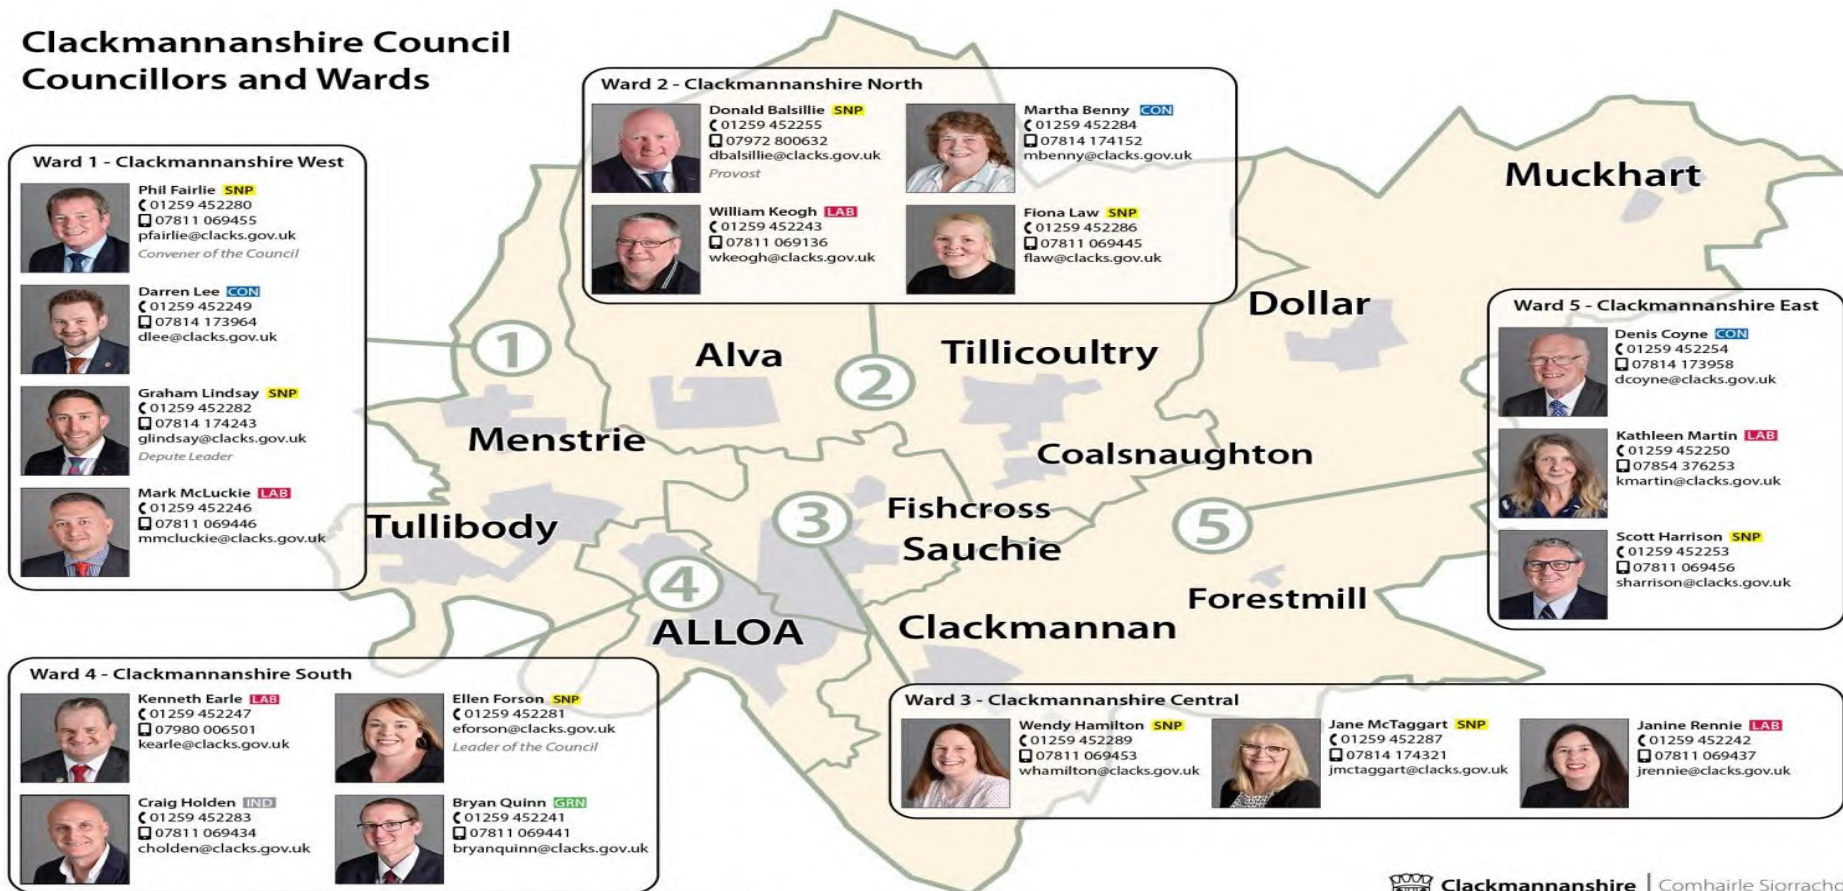 Clackmannanshire Council
Councillors and Wards
Ward 1 - Clackmannanshire West
Phil Fairlie SNP
01259 452280
07811 069455
pfairlie@clacks.gov.uk
Convener of the Council
Darren Lee CON
01259 452249
07814 173964
dlee@clacks.gov.uk
Graham Lindsay SNP
01259 452282
07814 174243
glindsay@clacks.gov.uk
Depute Leader
Mark McLuckie LAB
01259 452246
07811 069446
mmcluckie@clacks.gov.uk
Ward 2 - Clackmannanshire North
Donald Balsillie SNP
01259 452255
07972 800632
dbalsillie@clacks.gov.uk
Provost
Martha Benny CON
01259 452284
07814 174152
mbenny@clacks.gov.uk
William Keogh LAB
01259 452243
07811 069136
wkeogh@clacks.gov.uk
Fiona Law SNP
01259 452286
07811 069445
flaw@clacks.gov.uk
Muckhart
Dollar
1
Alva
2
Tillicoultry
Menstrie
Coalsnaughton
Tullibody
3
Fishcross
Sauchie
5
4
ALLOA
Clackmannan
Forestmill
Ward 5 - Clackmannanshire East
Denis Coyne CON
01259 452254
07814 173958
dcoyne@clacks.gov.uk
Kathleen Martin LAB
01259 452250
07854 376253
kmartin@clacks.gov.uk
Scott Harrison SNP
01259 452253
07811 069456
sharrison@clacks.gov.uk
Ward 4 - Clackmannanshire South
Kenneth Earle LAB
01259 452247
07980 006501
kearle@clacks.gov.uk
Ellen Forson SNP
01259 452281
eforson@clacks.gov.uk
Leader of the Council
Craig Holden IND
01259 452283
07811 069434
cholden@clacks.gov.uk
Bryan Quinn GRN
01259 452241
07811 069441
bryanquinn@clacks.gov.uk
Ward 3 - Clackmannanshire Central
Wendy Hamilton SNP
01259 452289
07811 069453
whamilton@clacks.gov.uk
Jane McTaggart SNP
01259 452287
07814 174321
jmctaggart@clacks.gov.uk
Janine Rennie LAB
01259 452242
07811 069437
jrennie@clacks.gov.uk
Clackmannanshire | Comhairle